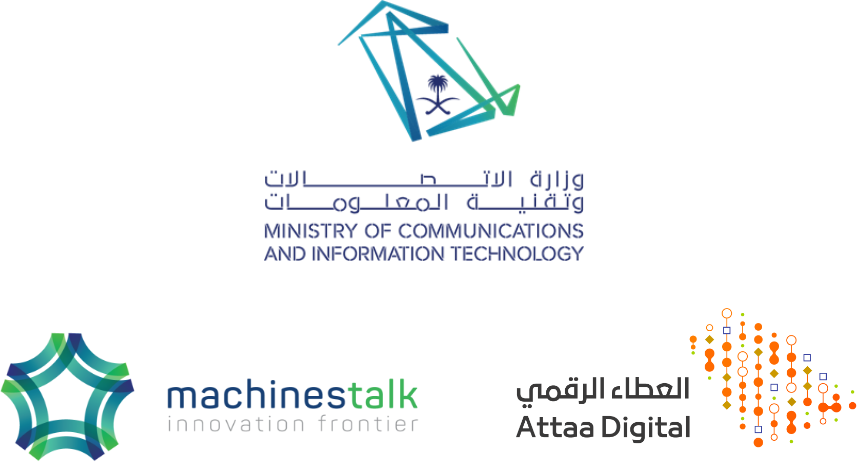 وزارة الاتصالات
وتقنية المعلومات
MINISTRY OF COMMUNICATIONS
AND INFORMATION TECHNOLOGY
machinestalk
innovation frontier
العطاء الرقمي
Attaa Digital